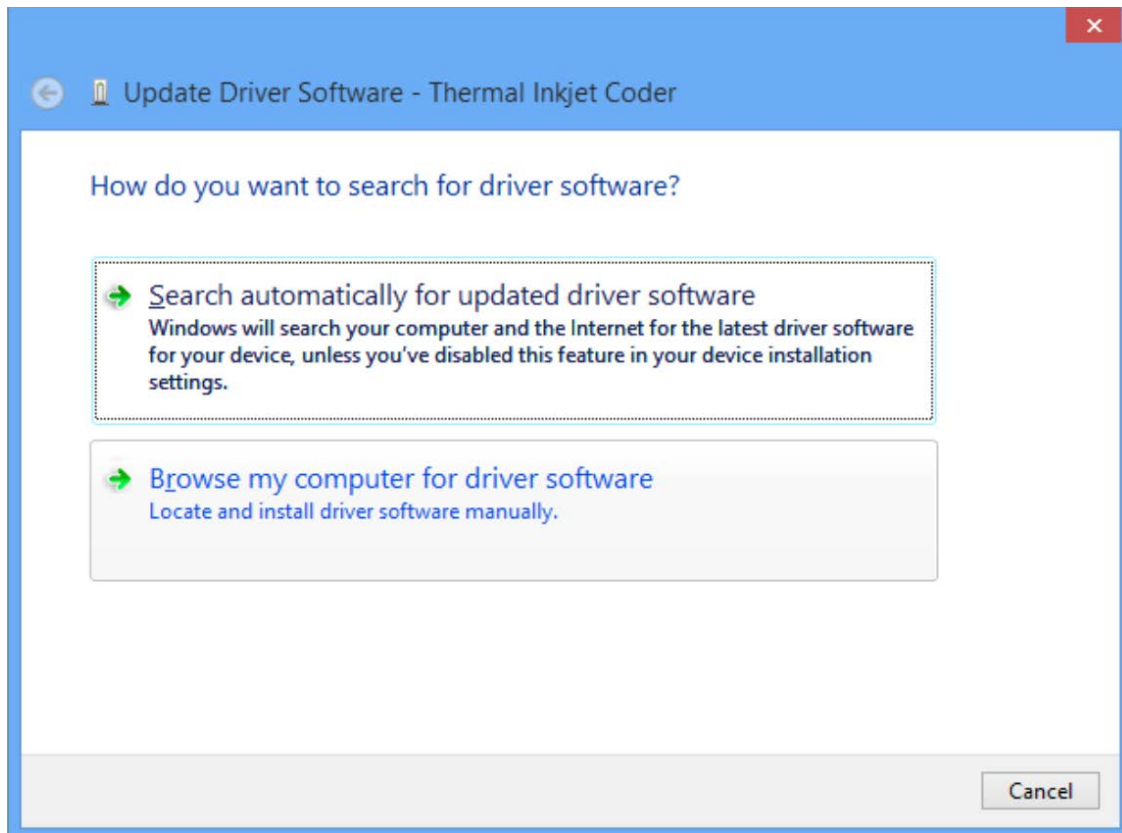 Update Driver Software - Thermal Inkjet Coder
How do you want to search for driver software?
Search automatically for updated driver software
Windows will search your computer and the Internet for the latest driver software
for your device, unless you've disabled this feature in your device installation
settings.
Browse my computer for driver software
Locate and install driver software manually.
Cancel